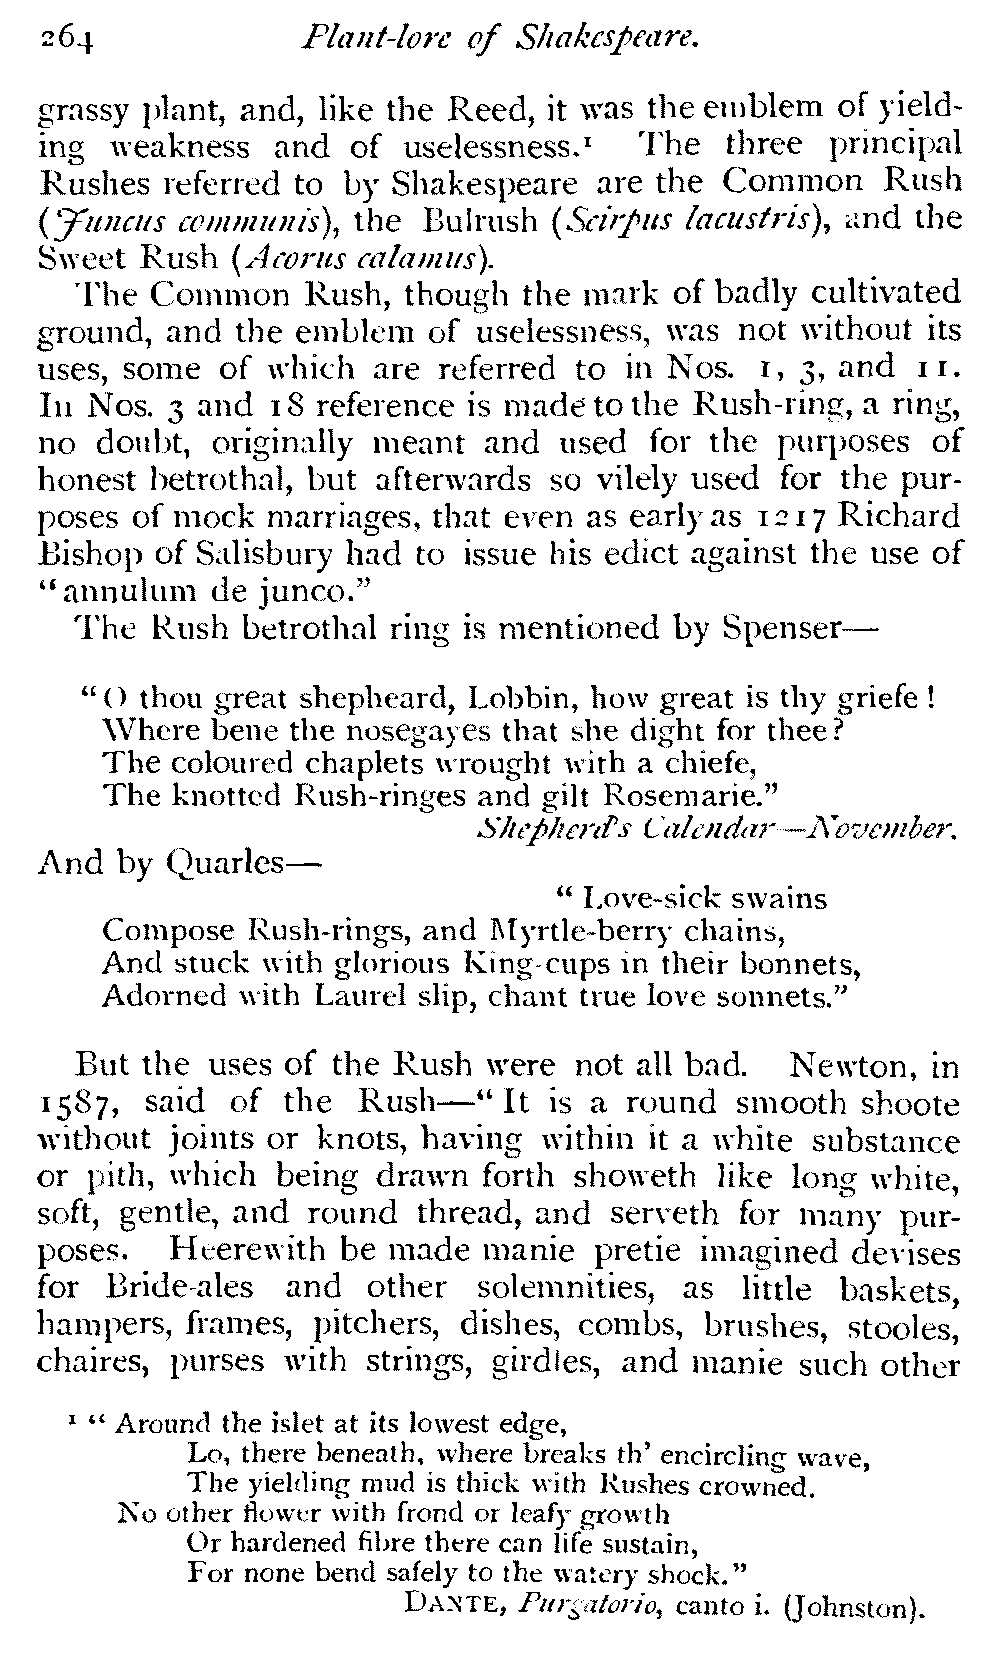 264 Plant-lore of Shakespeare.
grassy plant, and, like the Reed, it was the emblem of yield-
ing weakness and of uselessness.¹ The three principal
Rushes referred to by Shakespeare are the Common Rush
(Juncus communis), the Bulrush (Scirpus lacustris), and the
Sweet Rush (Acorus calamus).
The Common Rush, though the mark of badly cultivated
ground, and the emblem of uselessness, was not without its
uses, some of which are referred to in Nos. 1, 3, and 11.
In Nos. 3 and 18 reference is made to the Rush-ring, a ring,
no doubt, originally meant and used for the purposes of
honest betrothal, but afterwards so vilely used for the pur-
poses of mock marriages, that even as early as 1217 Richard
Bishop of Salisbury had to issue his edict against the use of
"annulum de junco."
The Rush betrothal ring is mentioned by Spenser—
"O thou great shepheard, Lobbin, how great is thy griefe!
Where bene the nosegayes that she dight for thee?
The coloured chaplets wrought with a chiefe,
The knotted Rush-ringes and gilt Rosemarie."
Shepherd's Calendar—November.
And by Quarles—
"Love-sick swains
Compose Rush-rings, and Myrtle-berry chains,
And stuck with glorious King-cups in their bonnets,
Adorned with Laurel slip, chant true love sonnets."
But the uses of the Rush were not all bad. Newton, in
1587, said of the Rush—"It is a round smooth shoote
without joints or knots, having within it a white substance
or pith, which being drawn forth showeth like long white,
soft, gentle, and round thread, and serveth for many pur-
poses. Heerewith be made manie pretie imagined devises
for Bride-ales and other solemnities, as little baskets,
hampers, frames, pitchers, dishes, combs, brushes, stooles,
chaires, purses with strings, girdles, and manie such other
¹ "Around the islet at its lowest edge,
Lo, there beneath, where breaks th' encircling wave,
The yielding mud is thick with Rushes crowned.
No other flower with frond or leafy growth
Or hardened fibre there can life sustain,
For none bend safely to the watery shock."
DANTE, Purgatorio, canto i. (Johnston).